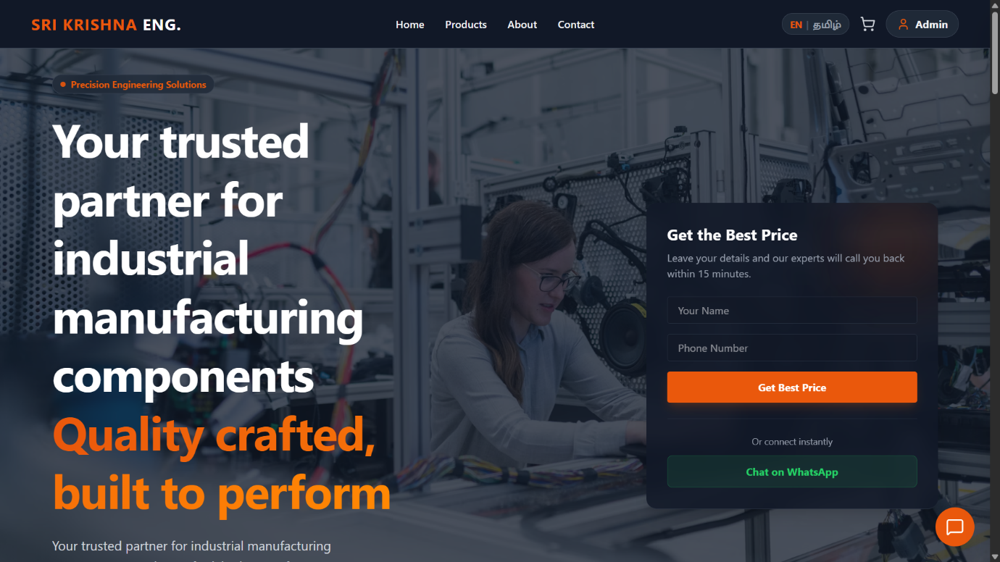 SRI KRISHNA ENG.
Home
Products
About
Contact
EN | தமிழ்
Admin
Precision Engineering Solutions
Your trusted
partner for
industrial
manufacturing
components
Quality crafted,
built to perform
Your trusted partner for industrial manufacturing
Get the Best Price
Leave your details and our experts will call you back
within 15 minutes.
Your Name
Phone Number
Get Best Price
Or connect instantly
Chat on WhatsApp